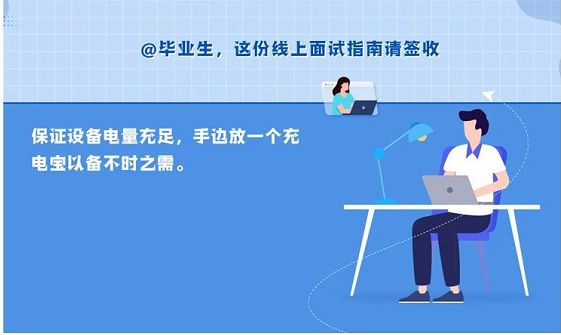 @毕业生，这份线上面试指南请签收
保证设备电量充足，手边放一个充
电宝以备不时之需。